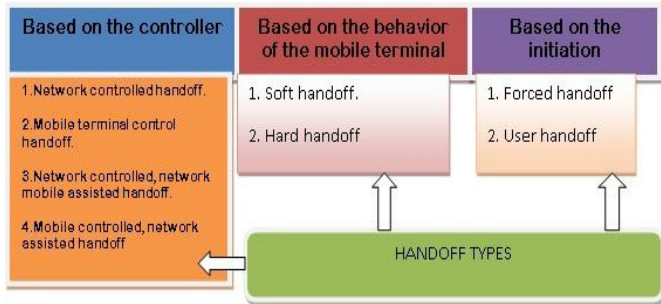 Based on the controller
Based on the behavior
of the mobile terminal
Based on the
initiation
1.Network controlled handoff.
2.Mobile terminal control
handoff.
3.Network controlled, network
mobile assisted handoff.
4.Mobile controlled, network
assisted handoff
1. Soft handoff.
2. Hard handoff
1. Forced handoff
2. User handoff
HANDOFF TYPES